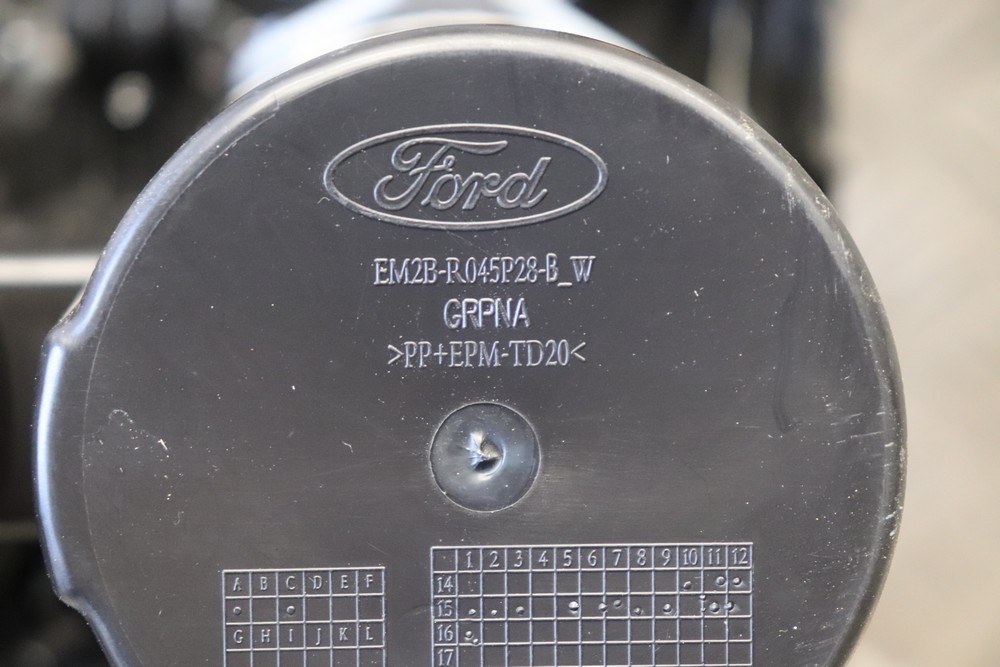 Ford
EM2B-R045P28-B_W
GRPNA
>PP+EPM-TD20<
1 2 3 4 5 6 7 8 9 10 11 12
A B C D E F
14
15
G H I J K L
16
17